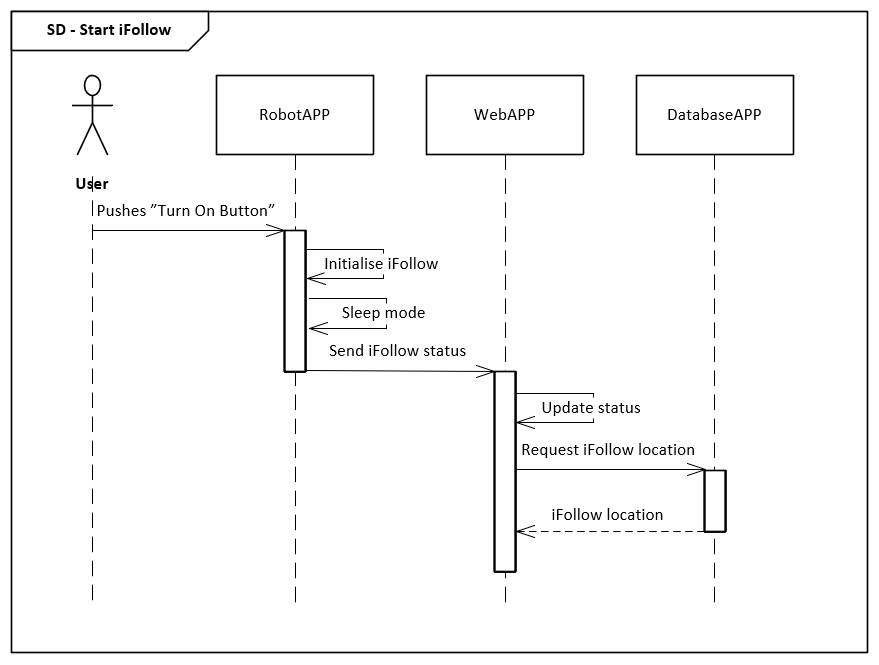 SD - Start iFollow
RobotAPP
WebAPP
DatabaseAPP
User
Pushes ”Turn On Button”
Initialise iFollow
Sleep mode
Send iFollow status
Update status
Request iFollow location
iFollow location